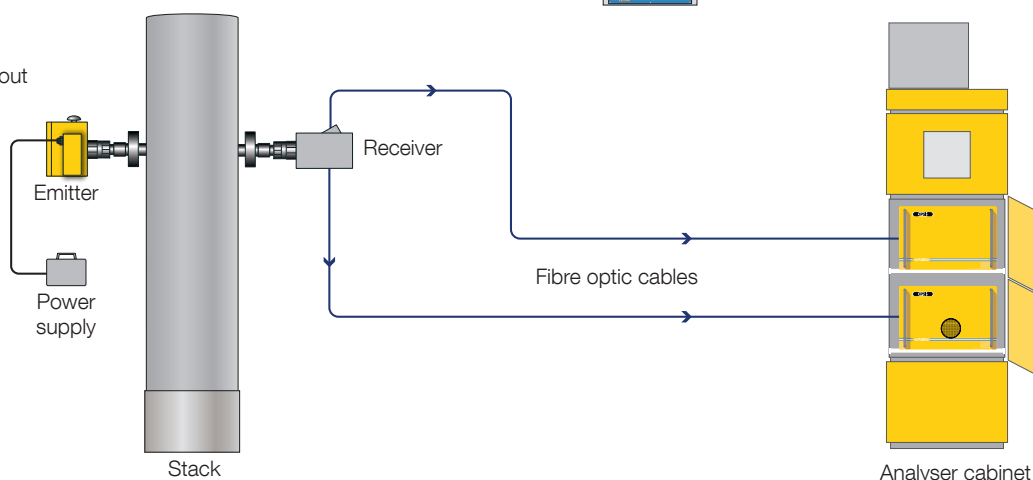 out
Emitter
Power
supply
Receiver
Fibre optic cables
Stack
Analyser cabinet